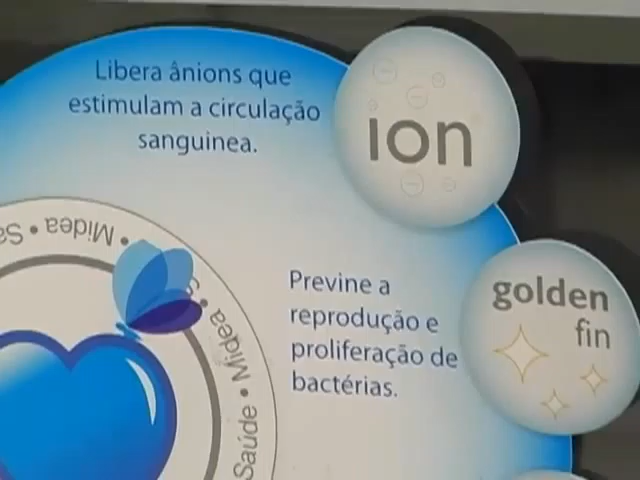 Libera ânions que
estimulam a circulação
sanguinea.
ion
Previne a
reprodução e
proliferação de
bactérias.
golden
fin
Midea •
Saúde • Midea •